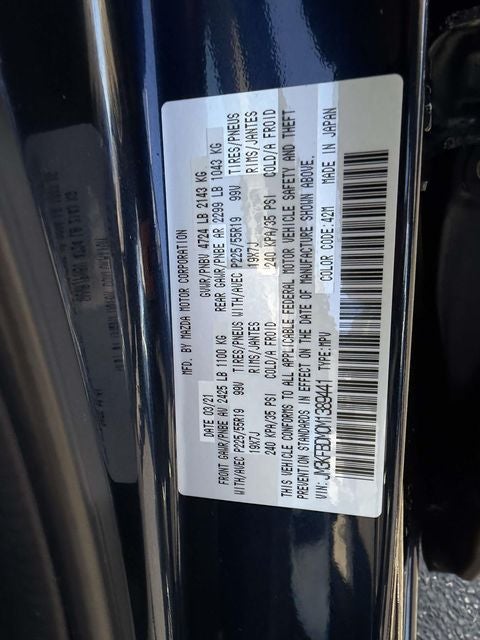 MFD. BY MAZDA MOTOR CORPORATION
DATE 03/21 GVWR/PNBV 4724 LB 2143 KG
FRONT GAWR/PNBE AV 2425 LB 1100 KG REAR GAWR/PNBE AR 2299 LB 1043 KG
WITH/AVEC P225/55R19 99V TIRES/PNEUS WITH/AVEC P225/55R19 99V TIRES/PNEUS
19X7J RIMS/JANTES 19X7J RIMS/JANTES
240 KPA/35 PSI COLD/A FROID 240 KPA/35 PSI COLD/A FROID
THIS VEHICLE CONFORMS TO ALL APPLICABLE FEDERAL MOTOR VEHICLE SAFETY AND THEFT
PREVENTION STANDARDS IN EFFECT ON THE DATE OF MANUFACTURE SHOWN ABOVE.
COLOR CODE:42M MADE IN JAPAN
VIN: TYPE:MPV